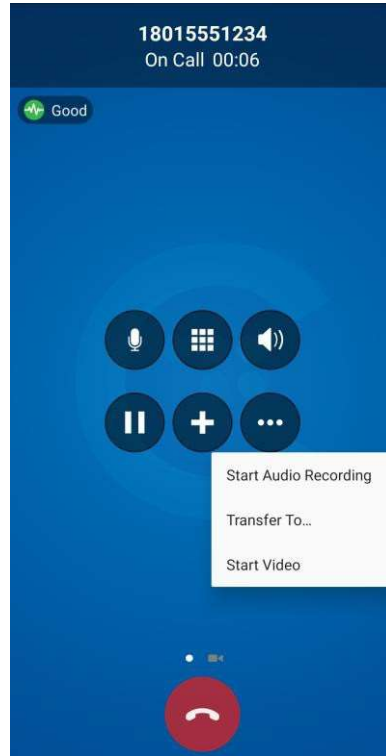 18015551234
On Call 00:06
Good
Start Audio Recording
Transfer To...
Start Video